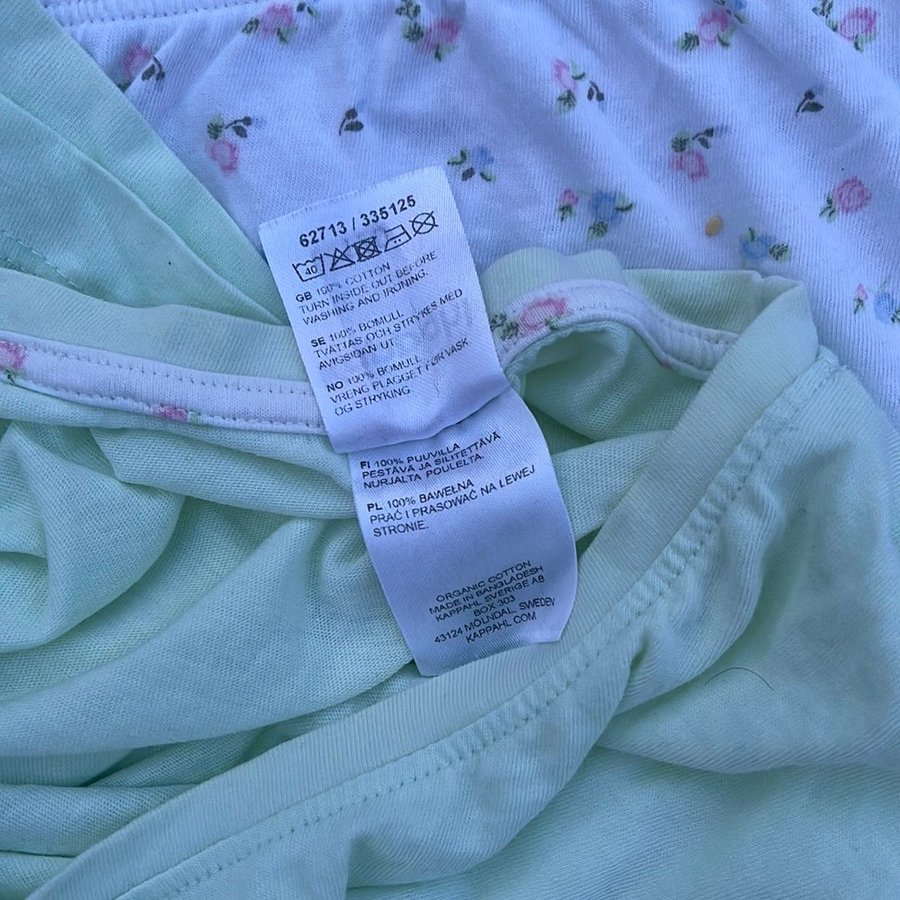 62713 / 335125
40
GB 100% COTTON
TURN INSIDE OUT BEFORE
WASHING AND IRONING.
SE 100% BOMULL
TVÄTTAS OCH STRYKES MED
AVIGSIDAN UT.
NO 100% BOMULL
VRENG PLAGGET FØR VASK
OG STRYKING.
FI 100% PUUVILLA
PESTÄVÄ JA SILITETTÄVÄ
NURJALTA PUOLELTA.
PL 100% BAWEŁNA
PRAĆ I PRASOWAĆ NA LEWEJ
STRONIE.
ORGANIC COTTON
MADE IN BANGLADESH
KAPPAHL SVERIGE AB
BOX 303
43124 MÖLNDAL, SWEDEN
KAPPAHL.COM